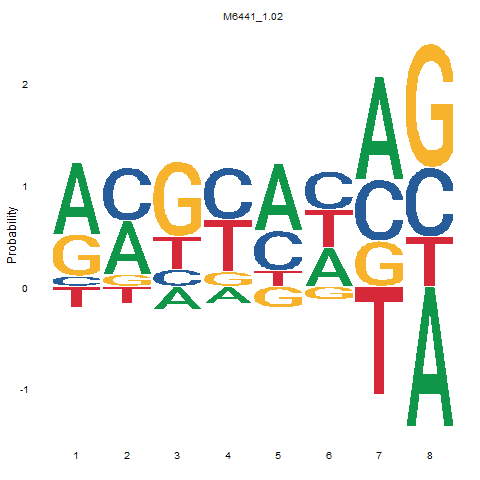 M6441_1.02
Probability
2
1
0
-1
A C G C A C A G
G A T T C T C C
C G C G T A G T
T T A A G G T A
1 2 3 4 5 6 7 8